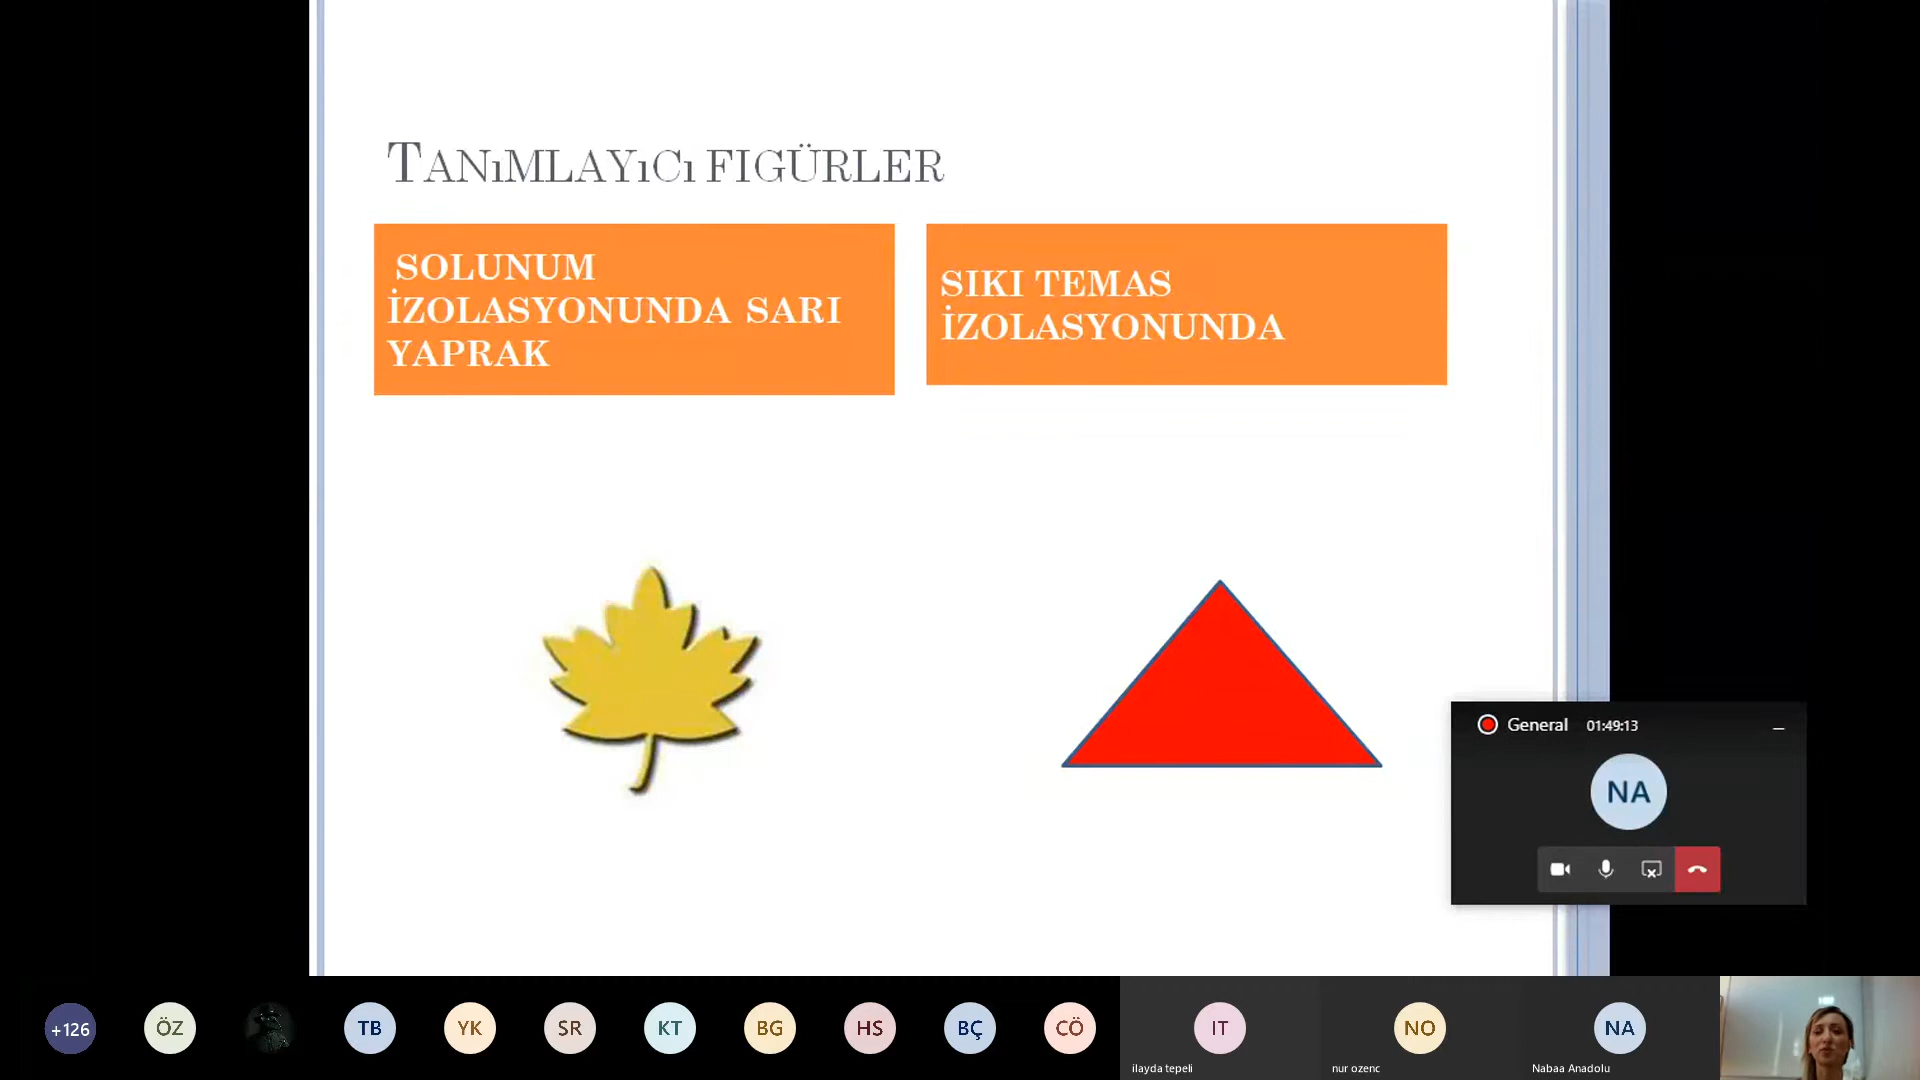 TANıMLAYıCı FIGÜRLER
SOLUNUM
İZOLASYONUNDA SARI
YAPRAK
SIKI TEMAS
İZOLASYONUNDA
General 01:49:13
NA
+126
ÖZ
TB
YK
SR
KT
BG
HS
BÇ
CÖ
IT
ilayda tepeli
NO
nur ozenc
NA
Nabaa Anadolu